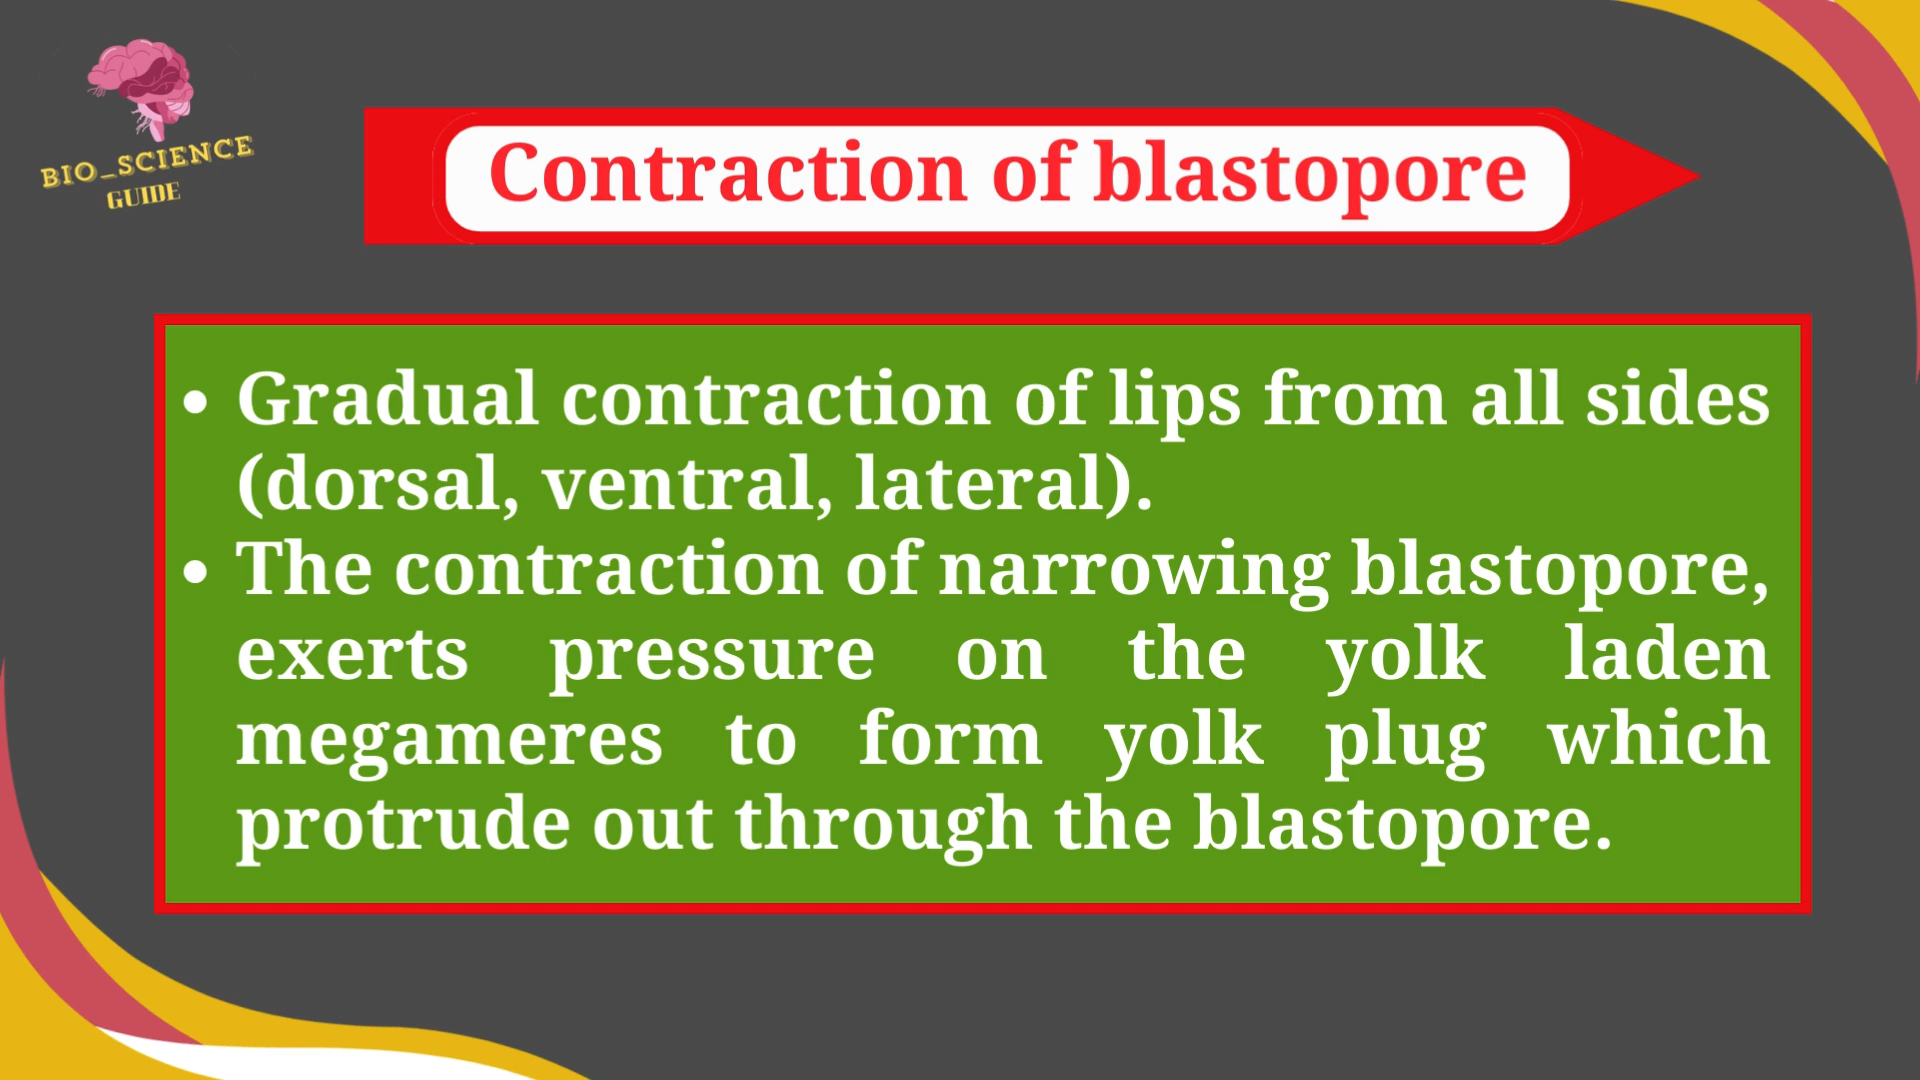 BIO_SCIENCE
GUIDE
Contraction of blastopore
• Gradual contraction of lips from all sides
(dorsal, ventral, lateral).
• The contraction of narrowing blastopore,
exerts pressure on the yolk laden
megameres to form yolk plug which
protrude out through the blastopore.